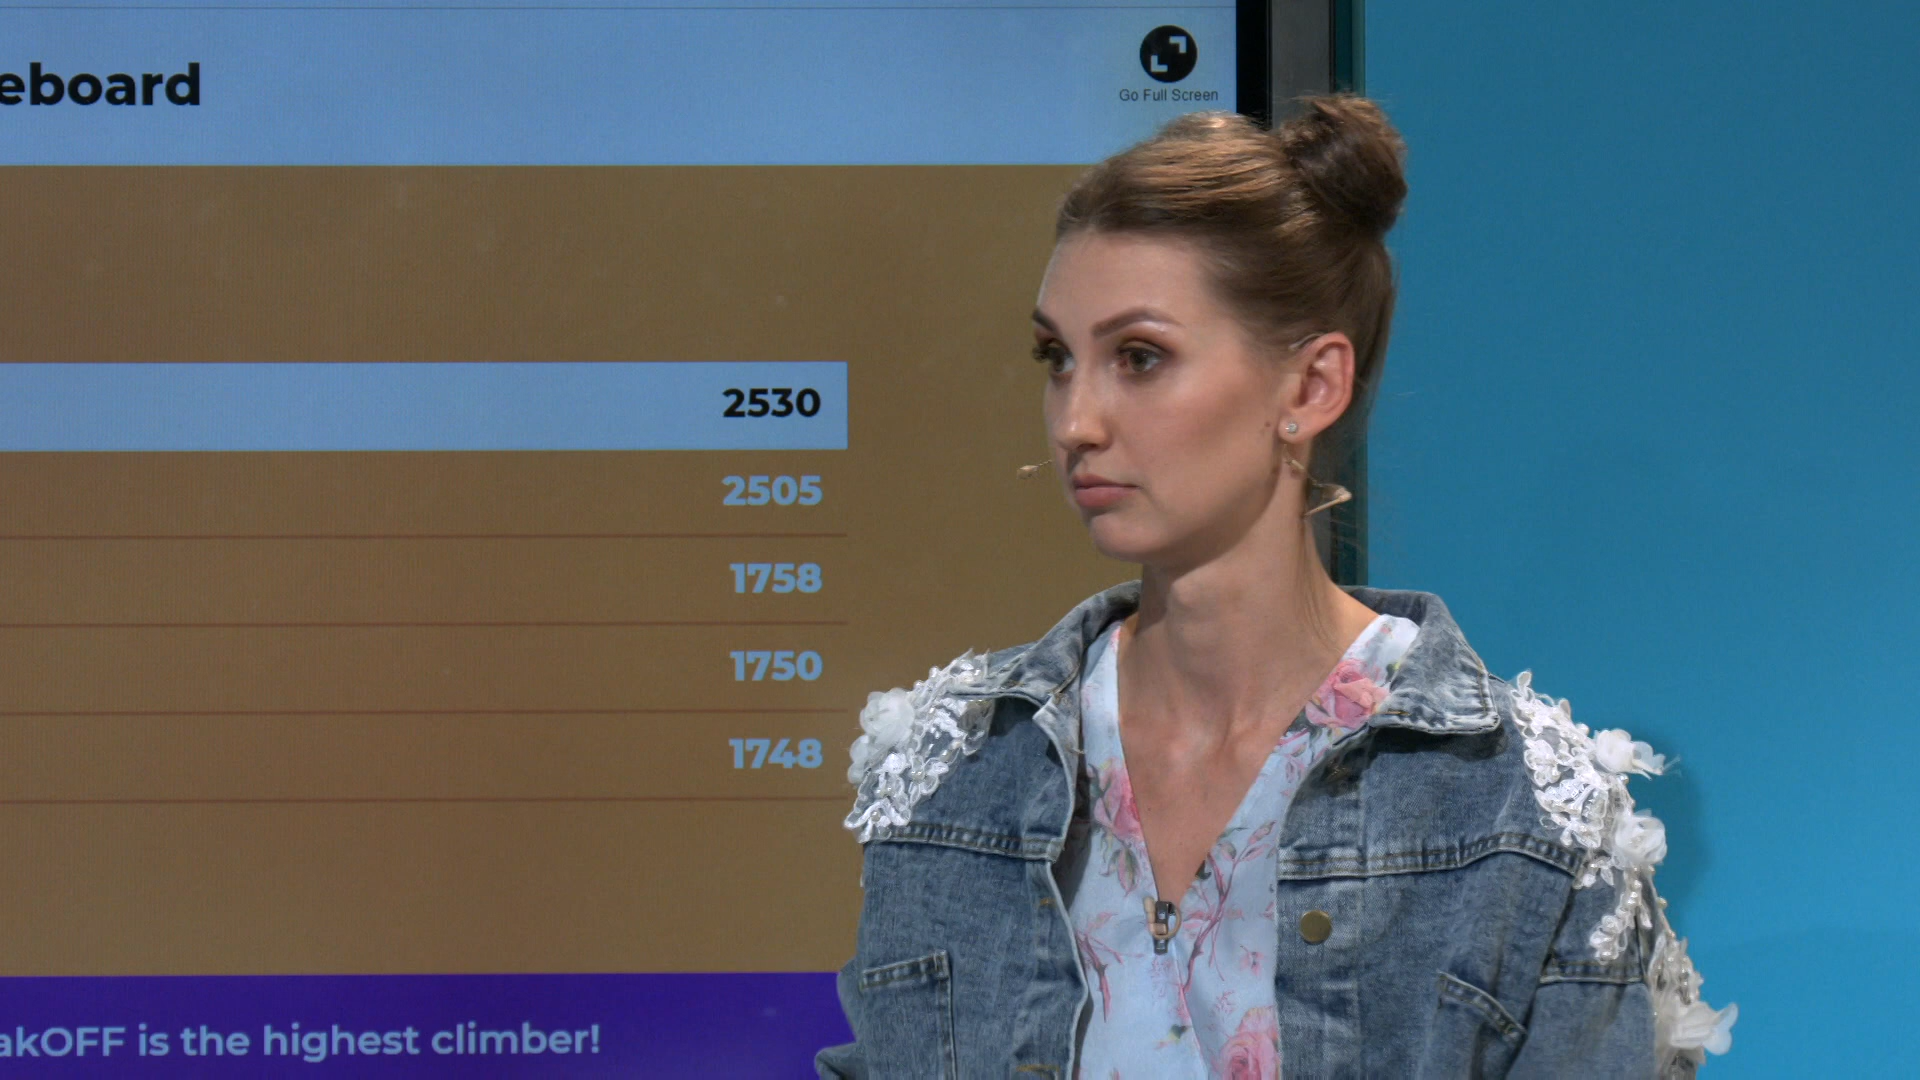 eboard
Go Full Screen
2530
2505
1758
1750
1748
akOFF is the highest climber!